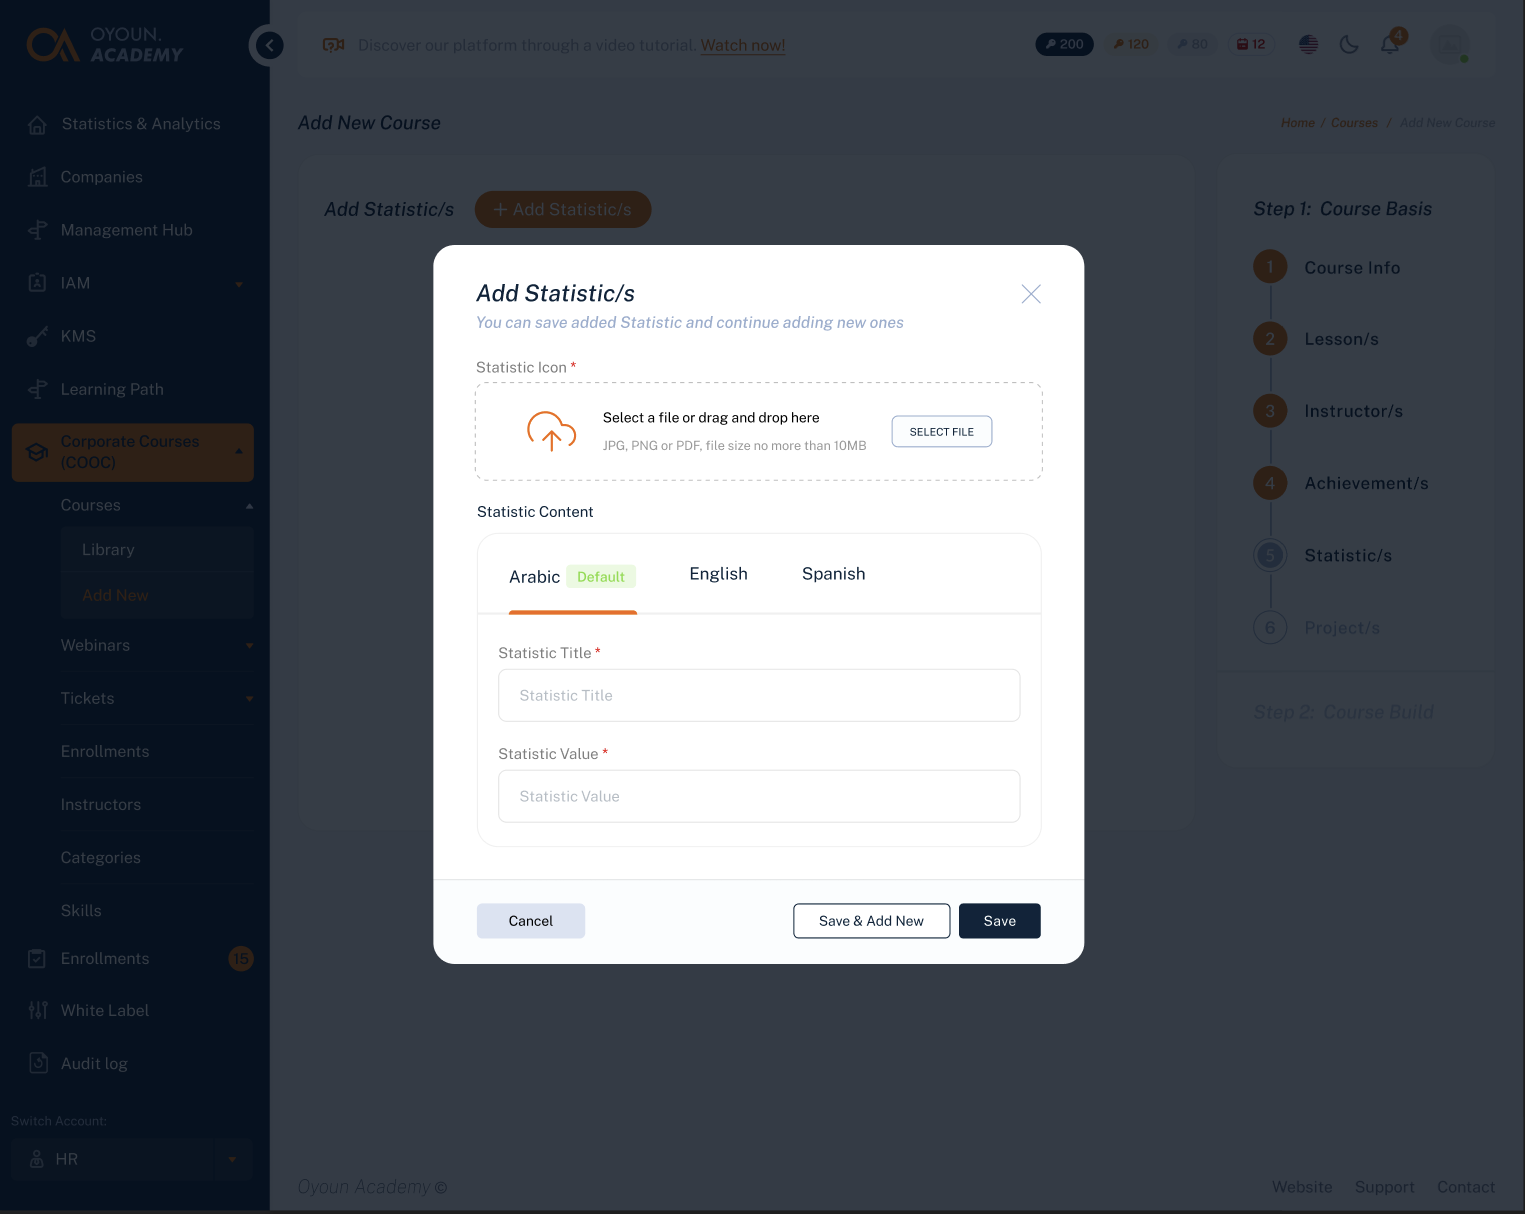 OYOUN.
ACADEMY
Discover our platform through a video tutorial. Watch now!
200
120
80
12
4
Statistics & Analytics
Companies
Management Hub
IAM
KMS
Learning Path
Corporate Courses
(COOC)
Courses
Library
Add New
Webinars
Tickets
Enrollments
Instructors
Categories
Skills
Enrollments
15
White Label
Audit log
Switch Account:
HR
Add New Course
Home / Courses / Add New Course
Add Statistic/s
+ Add Statistic/s
Add Statistic/s
You can save added Statistic and continue adding new ones
Statistic Icon *
Select a file or drag and drop here
JPG, PNG or PDF, file size no more than 10MB
SELECT FILE
Statistic Content
Arabic
Default
English
Spanish
Statistic Title *
Statistic Title
Statistic Value *
Statistic Value
Cancel
Save & Add New
Save
Step 1: Course Basis
1 Course Info
2 Lesson/s
3 Instructor/s
4 Achievement/s
5 Statistic/s
6 Project/s
Step 2: Course Build
Oyoun Academy ©
Website
Support
Contact